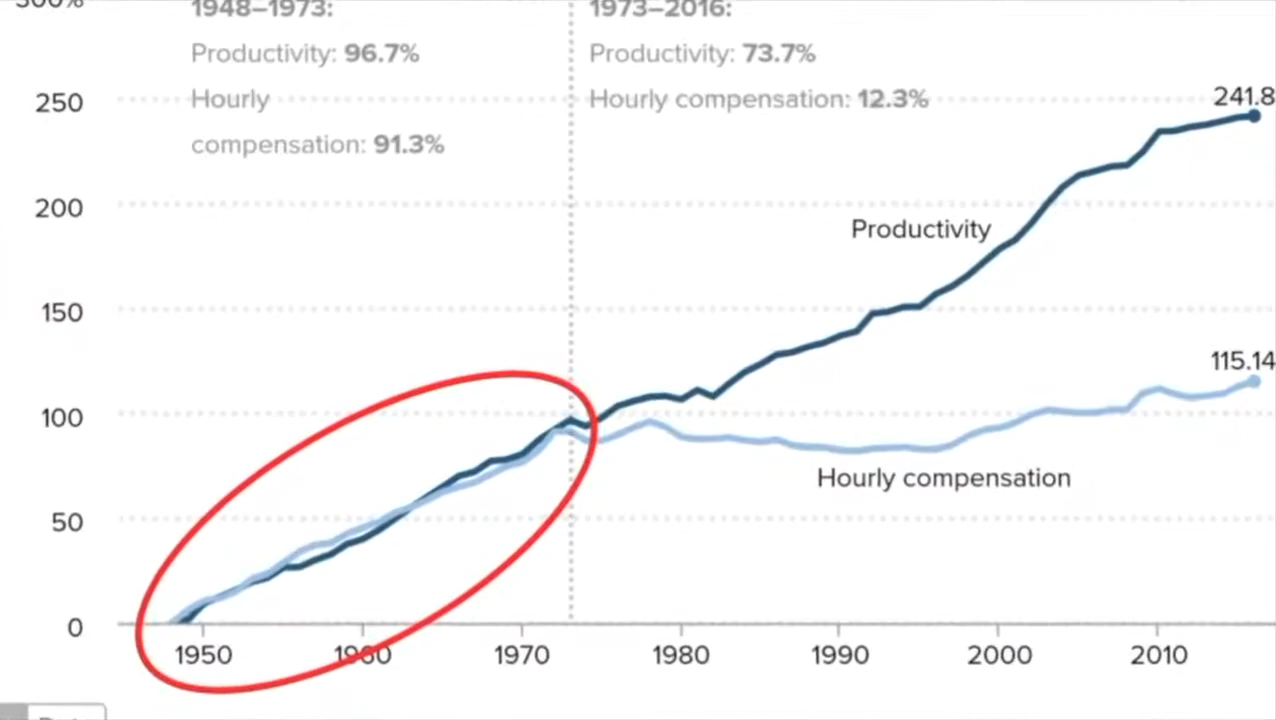 300%
1948–1973:
Productivity: 96.7%
Hourly
compensation: 91.3%
1973–2016:
Productivity: 73.7%
Hourly compensation: 12.3%
250
200
150
100
50
0
241.8
Productivity
115.14
Hourly compensation
1950 1960 1970 1980 1990 2000 2010